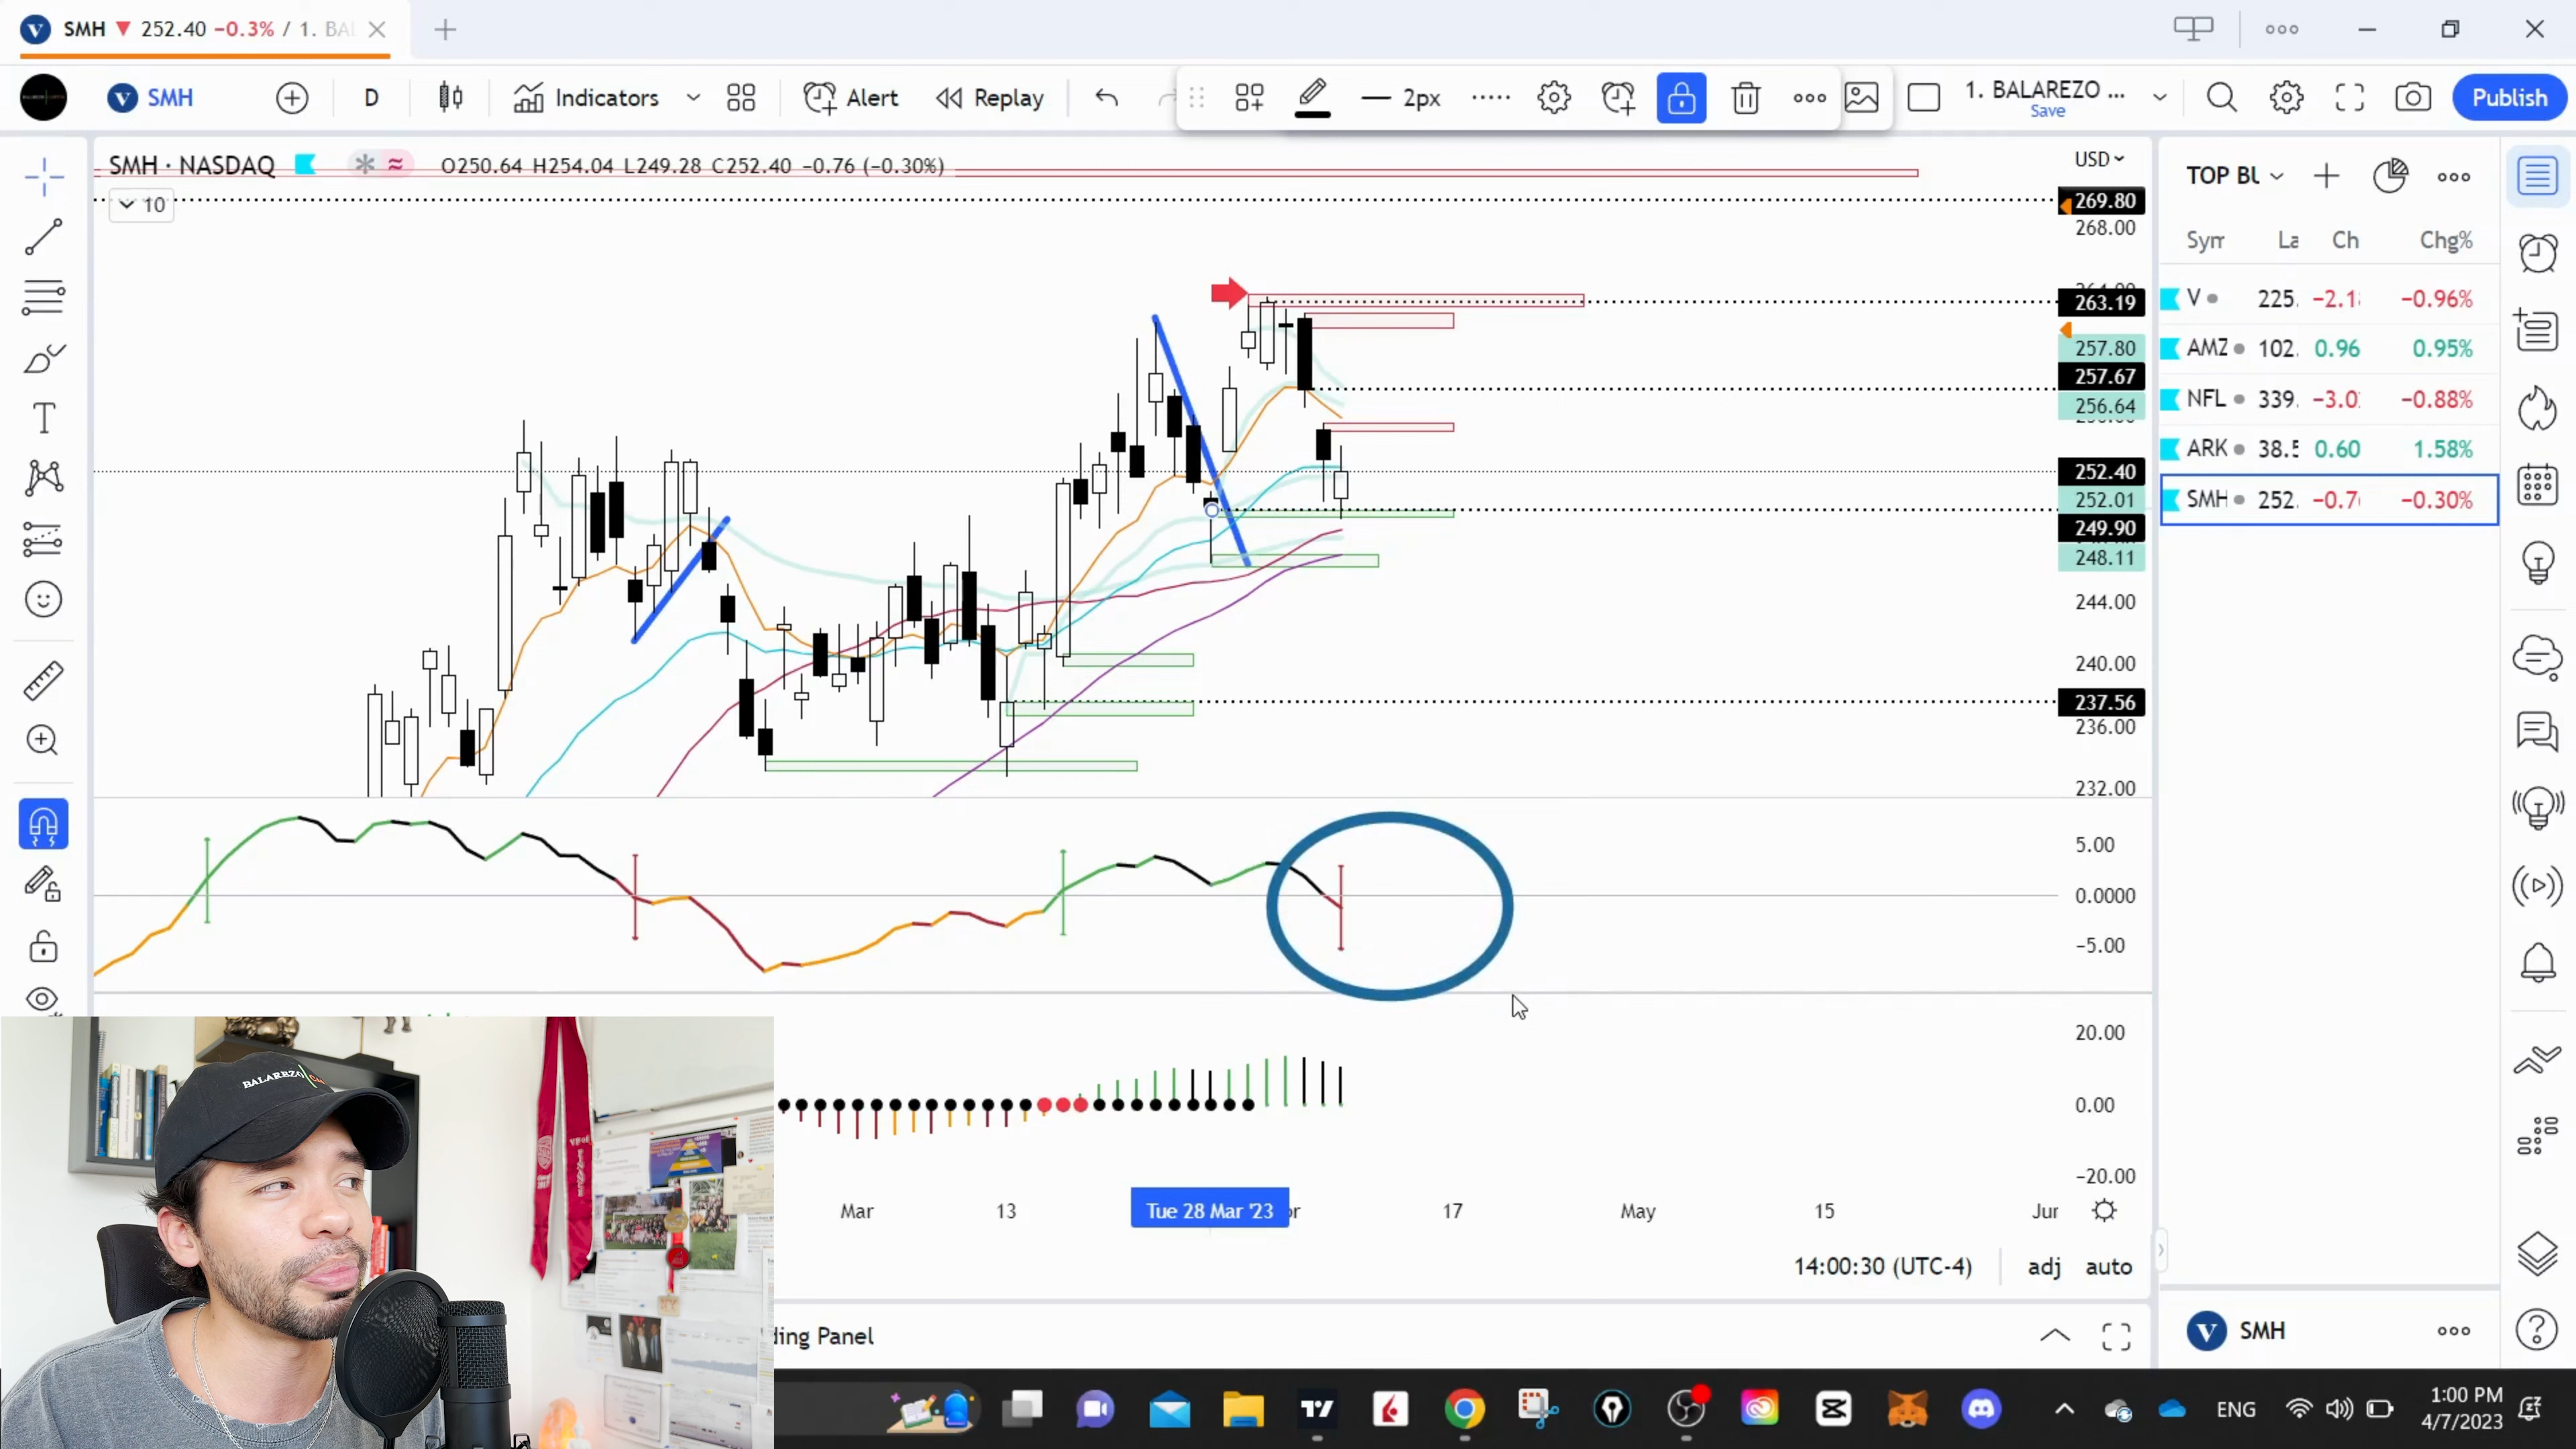 SMH 252.40 −0.3% / 1. BAL
SMH D Indicators Alert Replay 2px 1. BALAREZO ... Save Publish
SMH · NASDAQ O250.64 H254.04 L249.28 C252.40 −0.76 (−0.30%)
10
USD
269.80
268.00
263.19
257.80
257.67
256.64
252.40
252.01
249.90
248.11
244.00
240.00
237.56
236.00
232.00
5.00
0.0000
−5.00
20.00
0.00
−20.00
Mar 13 Tue 28 Mar '23 17 May 15 Jun
14:00:30 (UTC-4) adj auto
ding Panel
TOP BL
Sym La Ch Chg%
V 225. −2.1 −0.96%
AMZ 102. 0.96 0.95%
NFL 339. −3.0 −0.88%
ARK 38.5 0.60 1.58%
SMH 252. −0.7 −0.30%
SMH
BALAREZO
ENG
1:00 PM
4/7/2023